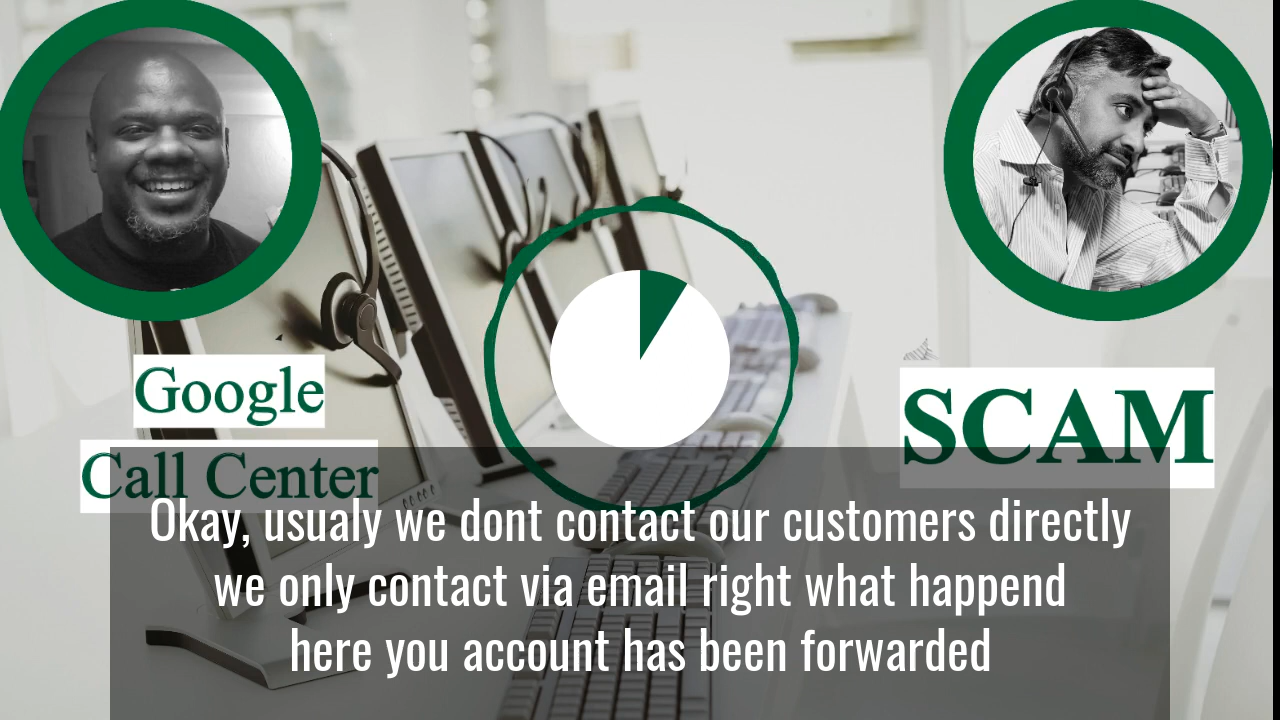 Google
Call Center
SCAM
Okay, usualy we dont contact our customers directly
we only contact via email right what happend
here you account has been forwarded